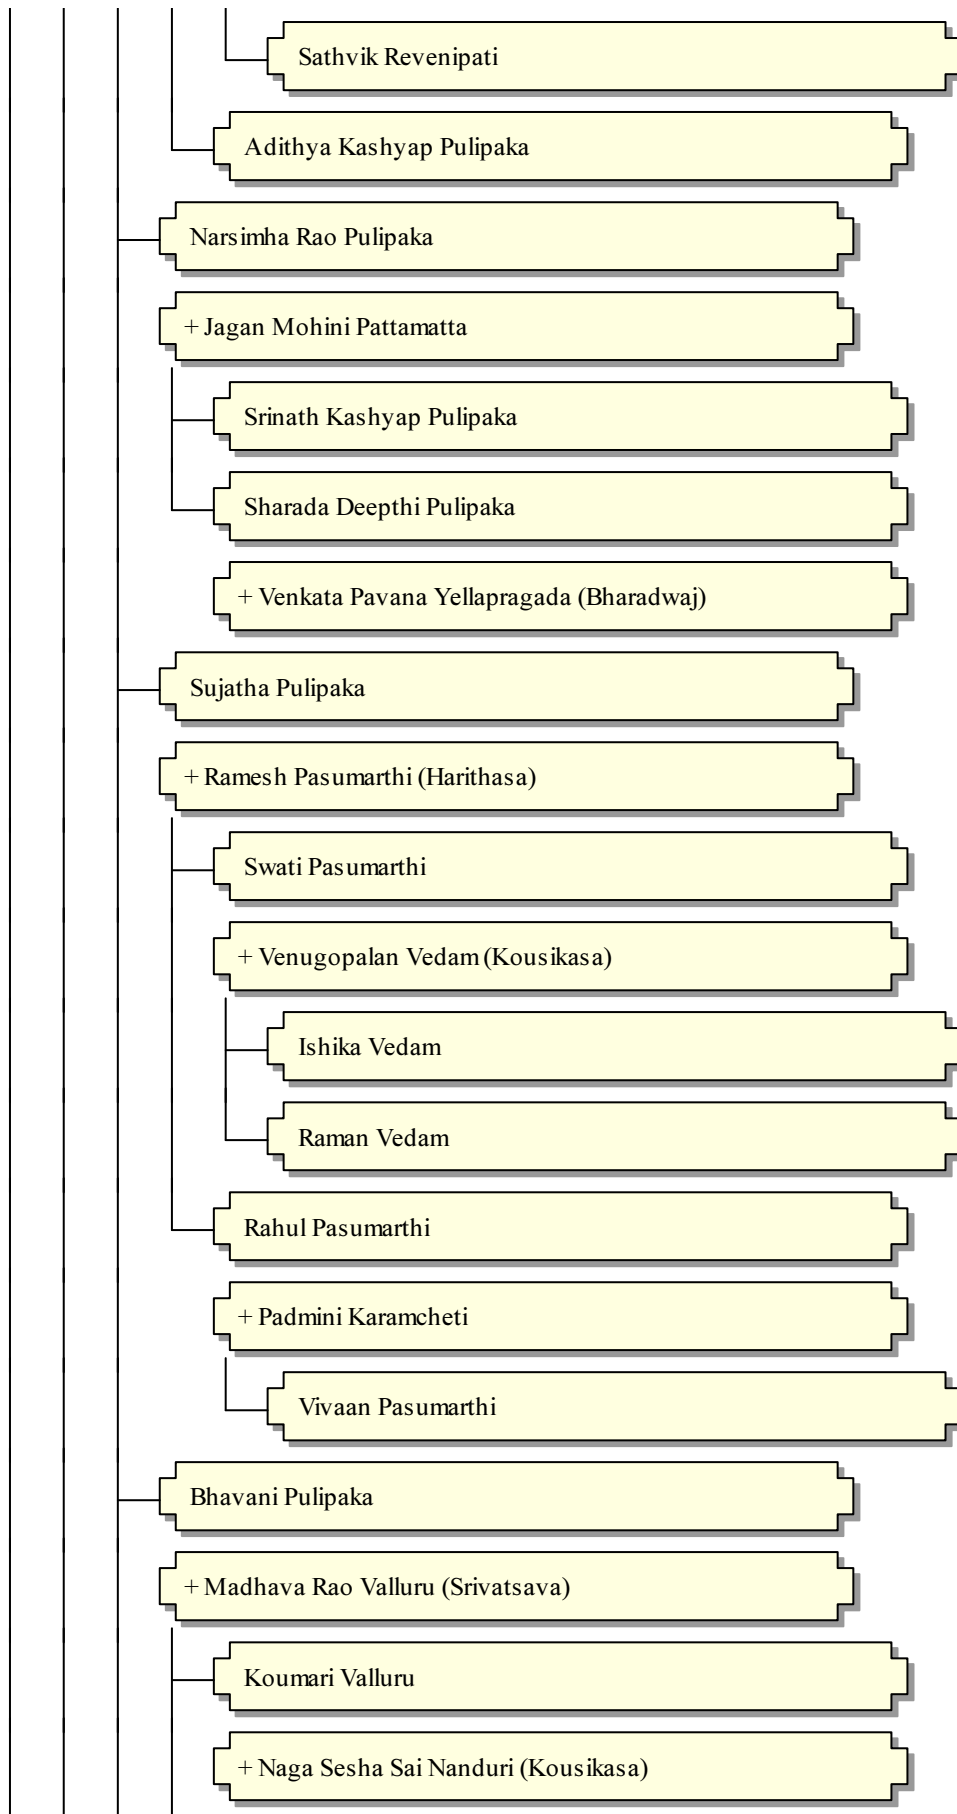 Sathvik Revenipati
Adithya Kashyap Pulipaka
Narsimha Rao Pulipaka
+ Jagan Mohini Pattamatta
Srinath Kashyap Pulipaka
Sharada Deepthi Pulipaka
+ Venkata Pavana Yellapragada (Bharadwaj)
Sujatha Pulipaka
+ Ramesh Pasumarthi (Harithasa)
Swati Pasumarthi
+ Venugopalan Vedam (Kousikasa)
Ishika Vedam
Raman Vedam
Rahul Pasumarthi
+ Padmini Karamcheti
Vivaan Pasumarthi
Bhavani Pulipaka
+ Madhava Rao Valluru (Srivatsava)
Koumari Valluru
+ Naga Sesha Sai Nanduri (Kousikasa)